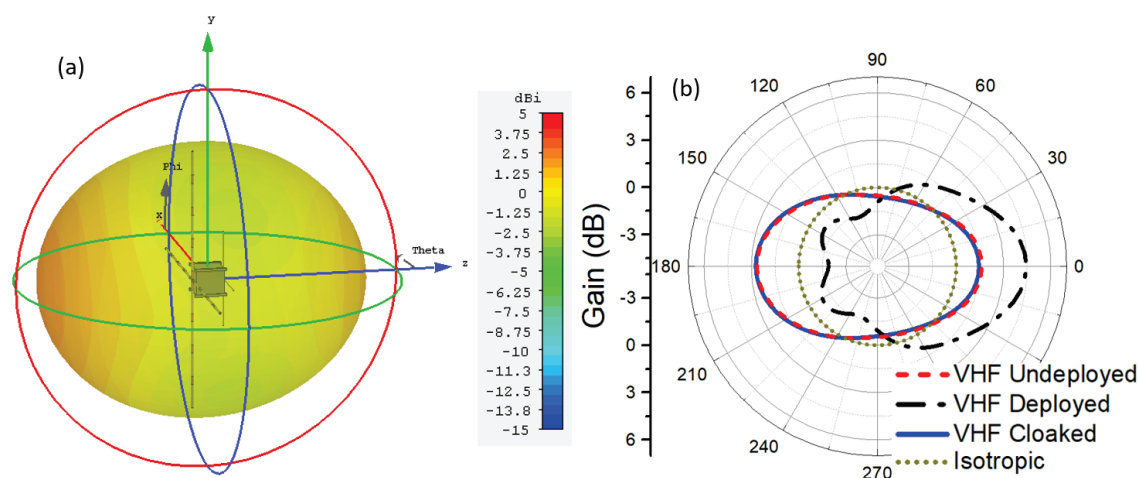 (a)
y
Phi
x
Theta
z
dBi
5
3.75
2.5
1.25
0
-1.25
-2.5
-3.75
-5
-6.25
-7.5
-8.75
-10
-11.3
-12.5
-13.8
-15
(b)
Gain (dB)
6
3
0
-3
-3
0
3
6
90
60
30
0
270
240
210
180
150
120
VHF Undeployed
VHF Deployed
VHF Cloaked
Isotropic